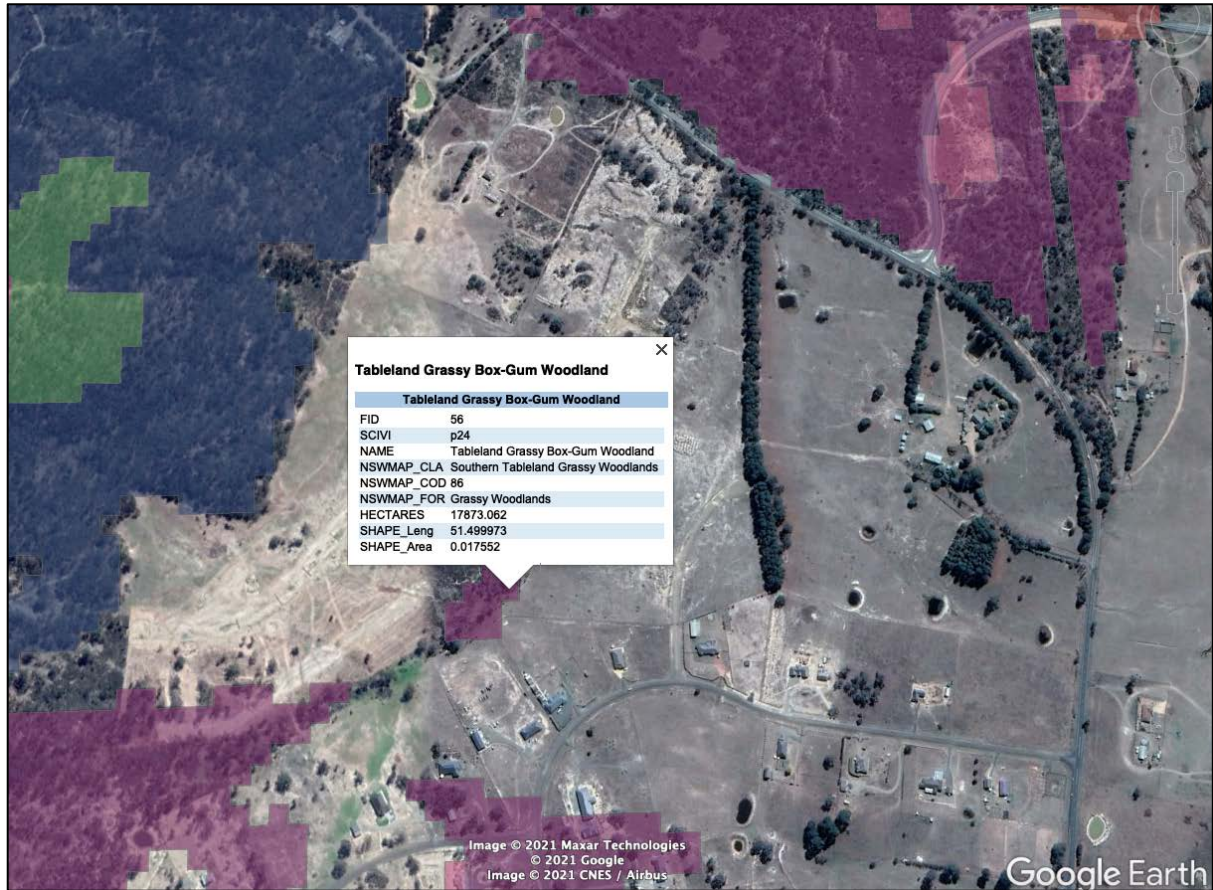 Tableland Grassy Box-Gum Woodland
Tableland Grassy Box-Gum Woodland
FID 56
SCIVI p24
NAME Tableland Grassy Box-Gum Woodland
NSWMAP_CLA Southern Tableland Grassy Woodlands
NSWMAP_COD 86
NSWMAP_FOR Grassy Woodlands
HECTARES 17873.062
SHAPE_Leng 51.499973
SHAPE_Area 0.017552
Image © 2021 Maxar Technologies
© 2021 Google
Image © 2021 CNES / Airbus
Google Earth